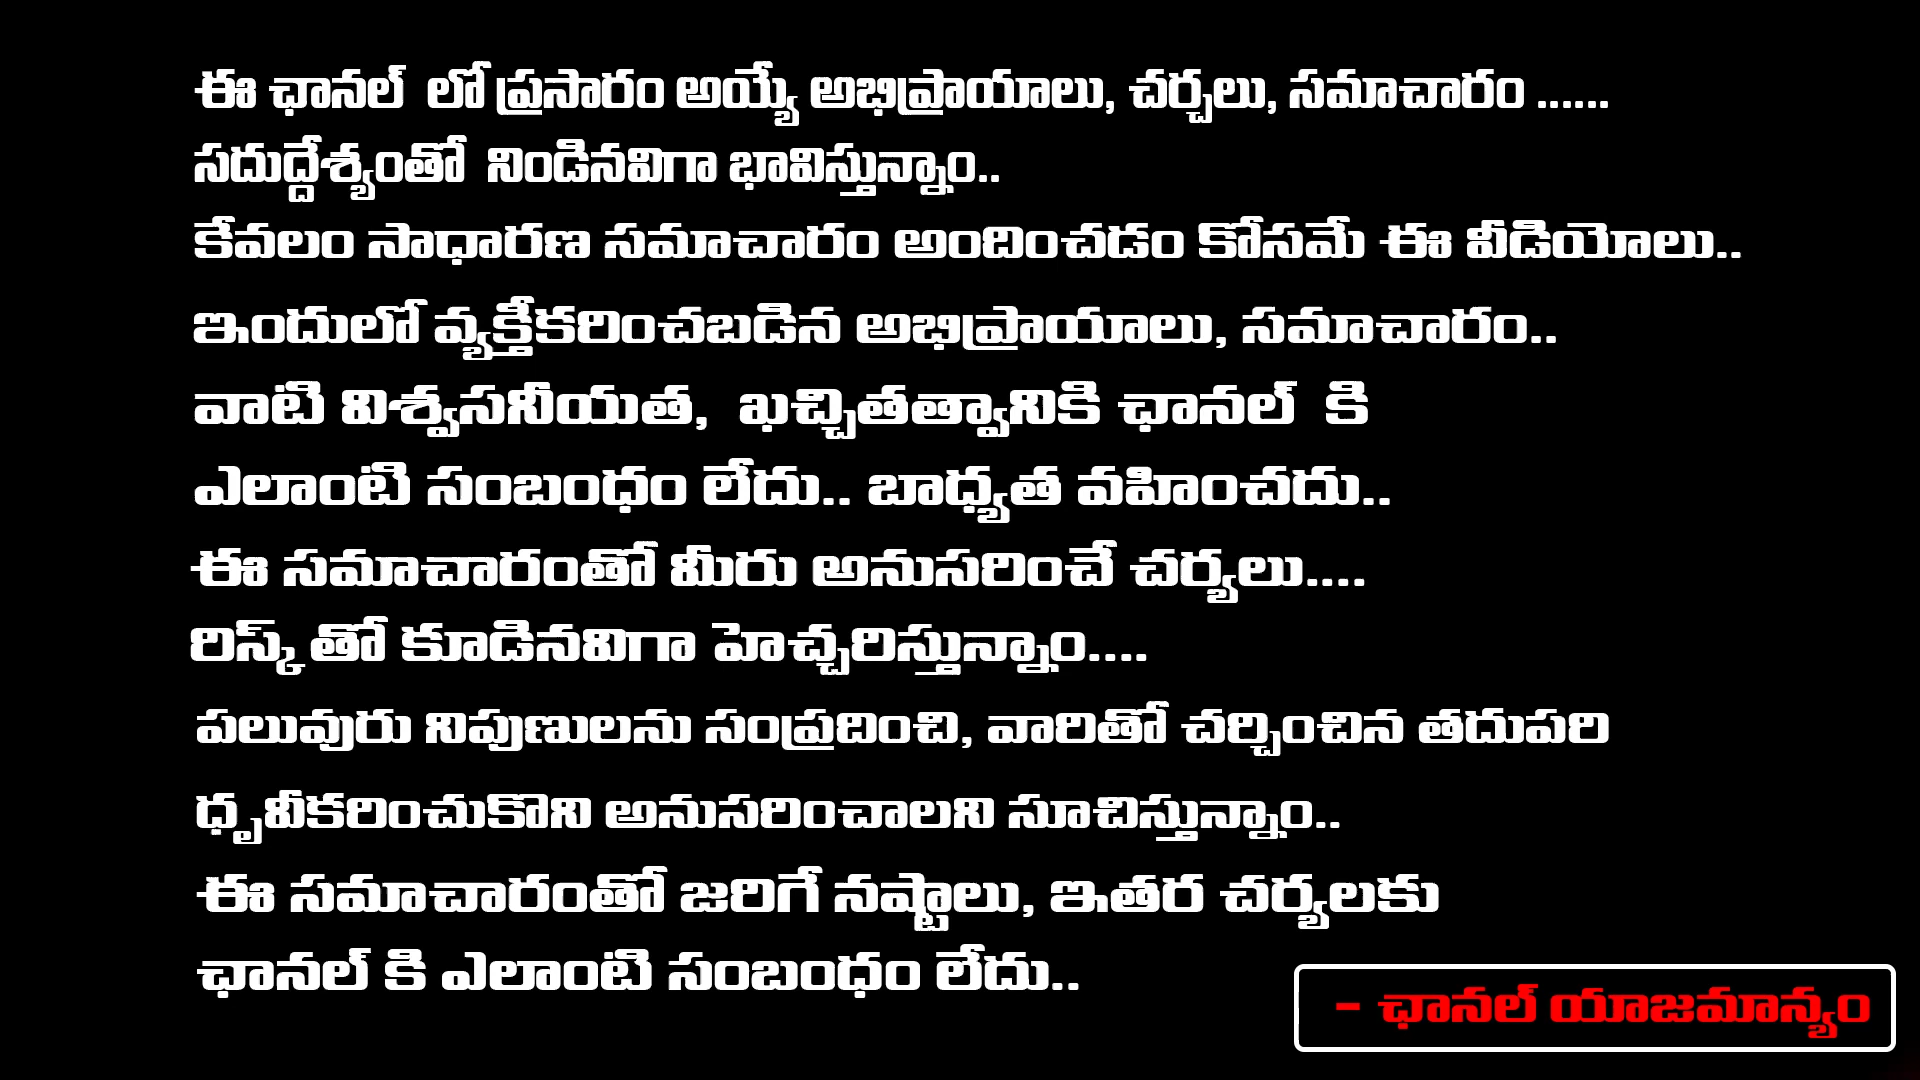 ఈ ఛానల్ లో ప్రసారం అయ్యే అభిప్రాయాలు, చర్చలు, సమాచారం ......
సదుద్దేశ్యంతో నిండినవిగా భావిస్తున్నాం..
కేవలం సాధారణ సమాచారం అందించడం కోసమే ఈ వీడియోలు..
ఇందులో వ్యక్తీకరించబడిన అభిప్రాయాలు, సమాచారం..
వాటి విశ్వసనీయత, ఖచ్చితత్వానికి ఛానల్ కి
ఎలాంటి సంబంధం లేదు.. బాధ్యత వహించదు..
ఈ సమాచారంతో మీరు అనుసరించే చర్యలు....
రిస్క్ తో కూడినవిగా హెచ్చరిస్తున్నాం....
పలువురు నిపుణులను సంప్రదించి, వారితో చర్చించిన తదుపరి
ధృవీకరించుకొని అనుసరించాలని సూచిస్తున్నాం..
ఈ సమాచారంతో జరిగే నష్టాలు, ఇతర చర్యలకు
ఛానల్ కి ఎలాంటి సంబంధం లేదు..
- ఛానల్ యాజమాన్యం